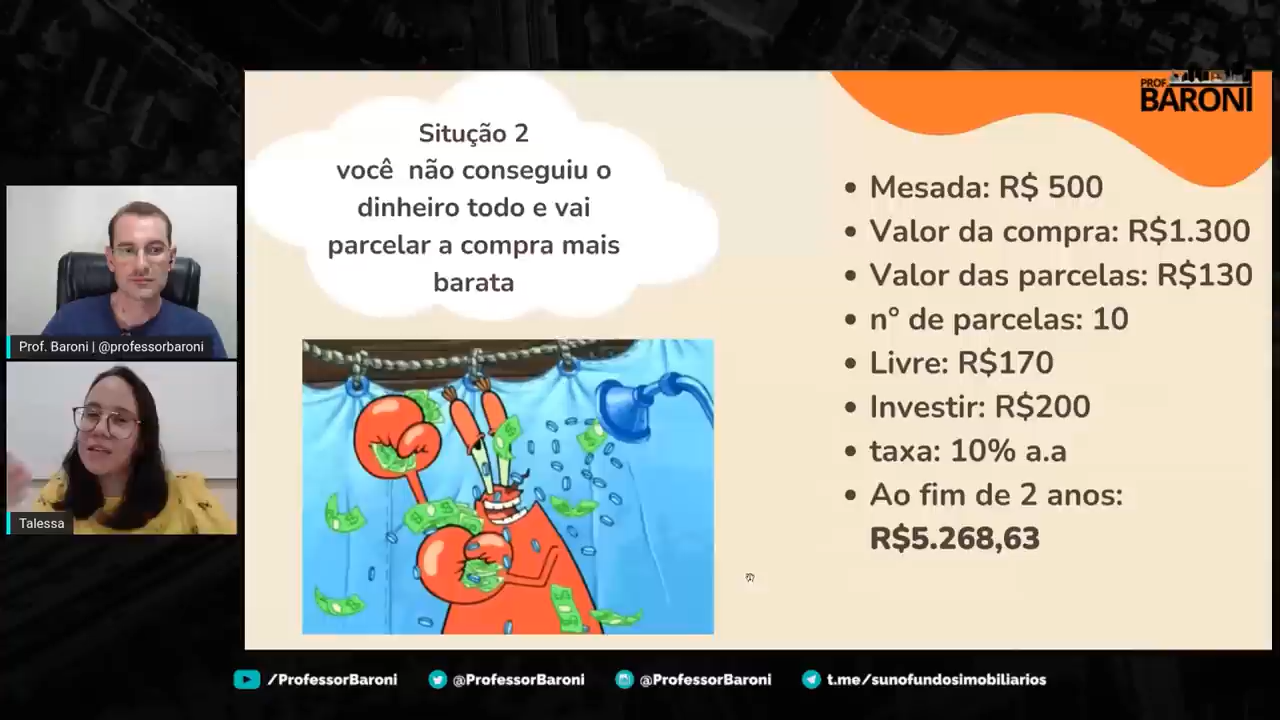 PROF.
BARONI
Situção 2
você não conseguiu o
dinheiro todo e vai
parcelar a compra mais
barata
• Mesada: R$ 500
• Valor da compra: R$1.300
• Valor das parcelas: R$130
• n° de parcelas: 10
• Livre: R$170
• Investir: R$200
• taxa: 10% a.a
• Ao fim de 2 anos:
R$5.268,63
Prof. Baroni | @professorbaroni
Talessa
/ProfessorBaroni
@ProfessorBaroni
@ProfessorBaroni
t.me/sunofundosimobiliarios